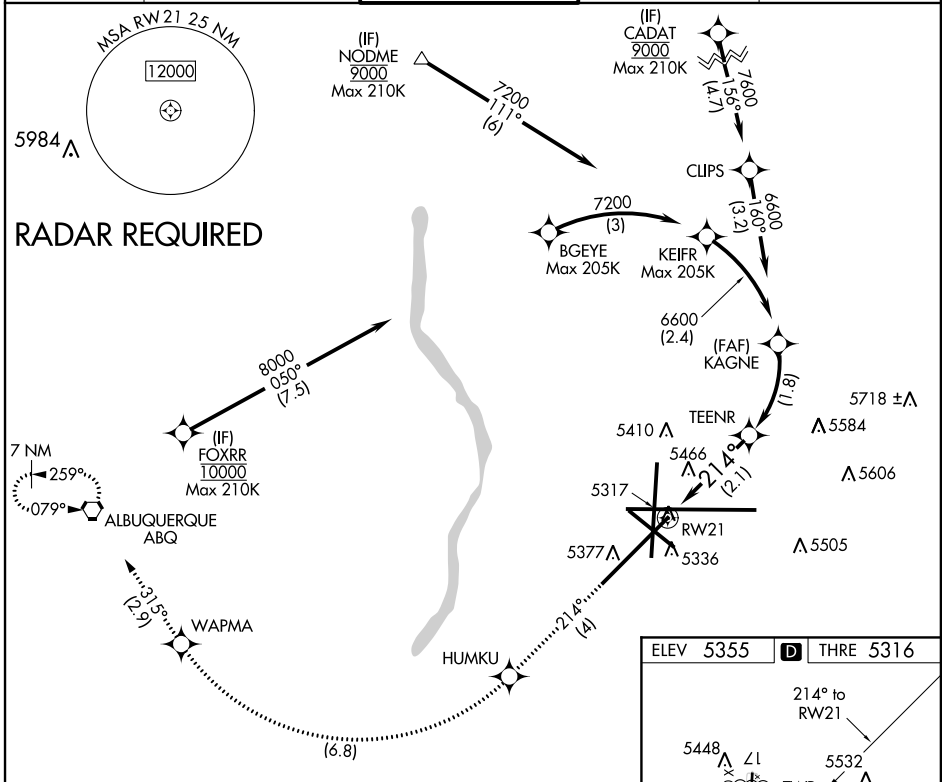 MSA RW 21 25 NM
12000
5984
RADAR REQUIRED
(IF)
NODME
9000
Max 210K
7200
111°
(6)
(IF)
CADAT
9000
Max 210K
7600
156°
(4.7)
CLIPS
6600
160°
(3.2)
7200
(3)
BGEYE
Max 205K
KEIFR
Max 205K
6600
(2.4)
(FAF)
KAGNE
(1.8)
8000
050°
(7.5)
(IF)
FOXRR
10000
Max 210K
TEENR
5718 ±
5584
5410
5466
5606
214°
(2.1)
5317
RW21
5505
5377
5336
7 NM
259°
079°
ALBUQUERQUE
ABQ
315°
(2.9)
WAPMA
214°
(4)
HUMKU
(6.8)
ELEV 5355
D
THRE 5316
214° to
RW21
5448
17
X
5532